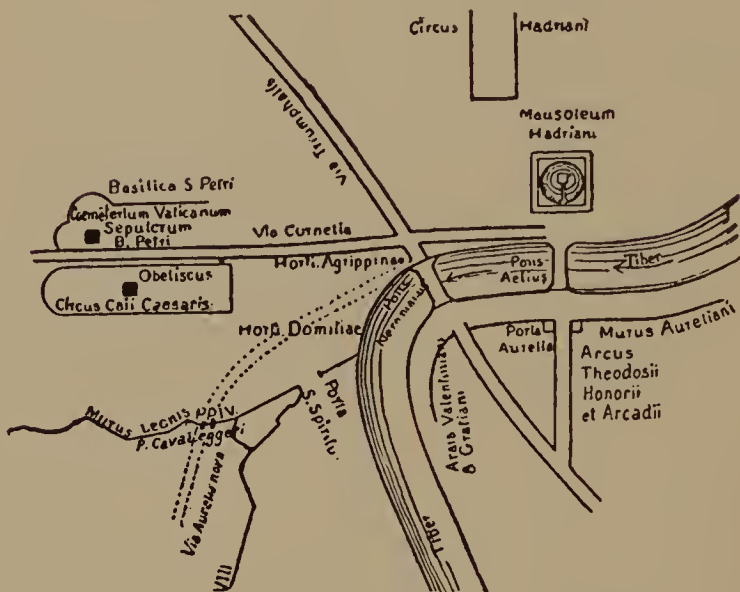 Circus Hadriani
Mausoleum
Hadriani
Via Triumphalis
Basilica S Petri
Coemeterium Vaticanum
Sepulcrum
B. Petri
Via Cornelia
Horti. Agrippinae
Obeliscus
Circus Caii Caesaris.
Pons
Aelius
Tiber
Pons
Neronianus
Horti. Domitiae
Porta
Aurelia
Murus Aureliani
Arcus
Theodosii
Honorii
et Arcadii
Arcus Valentiniani
& Gratiani
Porta
S. Spiritu.
Murus Leonis PP.IV.
P. Cavalleggeri
Via Aurelia nova
VIII
Tiber